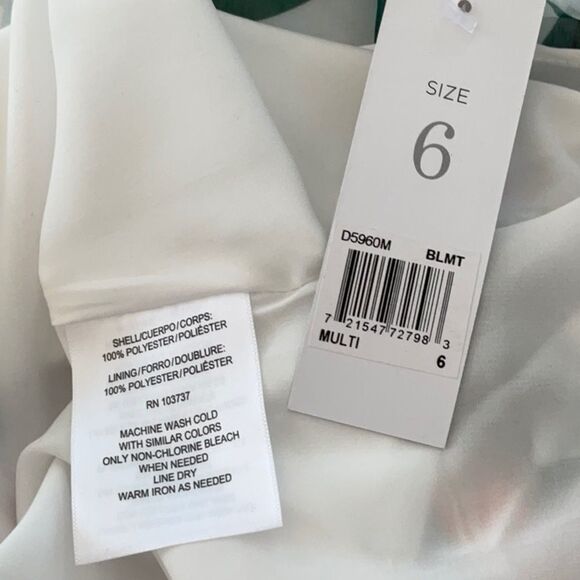 SIZE
6
D5960M BLMT
7 21547 72798 3
MULTI 6
SHELL/CUERPO/CORPS:
100% POLYESTER/POLIÉSTER
LINING/FORRO/DOUBLURE:
100% POLYESTER/POLIÉSTER
RN 103737
MACHINE WASH COLD
WITH SIMILAR COLORS
ONLY NON-CHLORINE BLEACH
WHEN NEEDED
LINE DRY
WARM IRON AS NEEDED